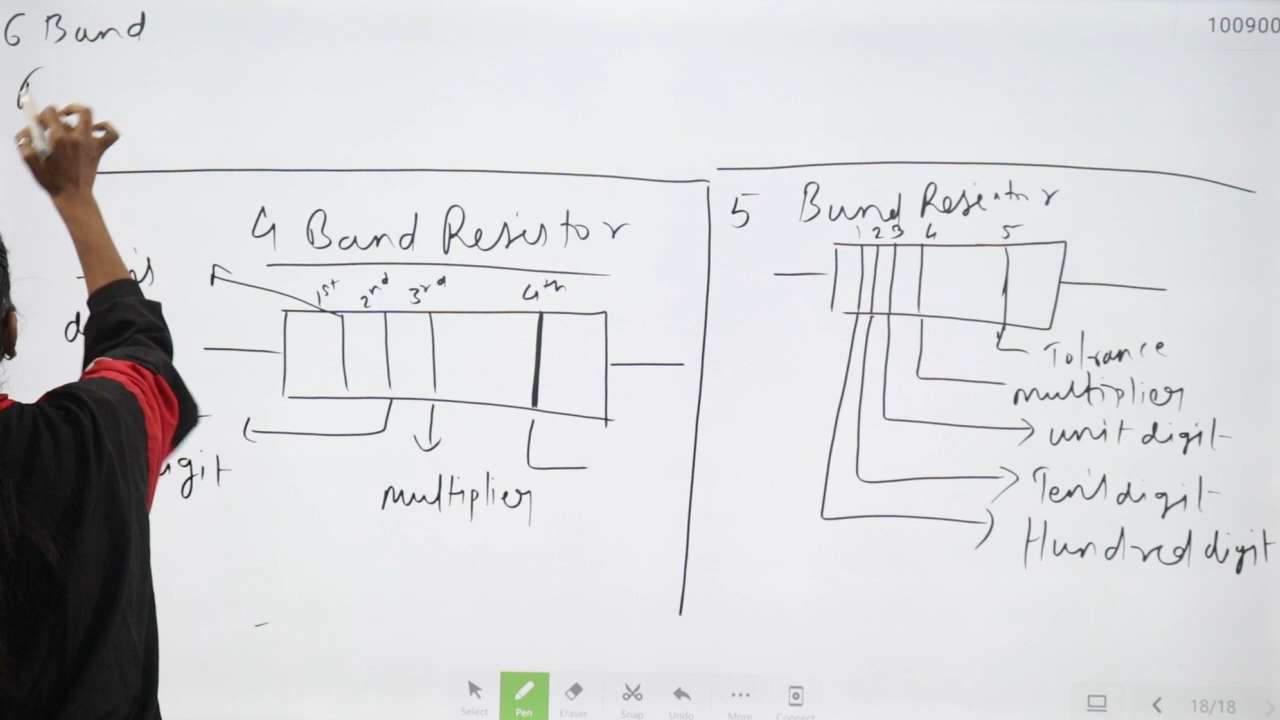 6 Band
100900
4 Band Resistor
1st 2nd 3rd 4th
igit
multiplier
5 Band Resistor
1 2 3 4 5
Tolrance
multiplier
unit digit
Ten's digit
Hundred digit
Select Pen Eraser Snap Undo More Connect
18/18